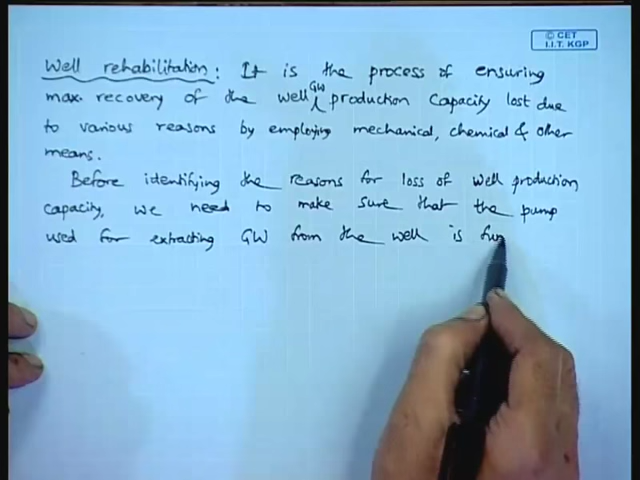 © CET
I.I.T. KGP
Well rehabilitation: It is the process of ensuring
max. recovery of the well GW production capacity lost due
to various reasons by employing mechanical, chemical & other
means.
Before identifying the reasons for loss of well production
capacity, we need to make sure that the pump
used for extracting GW from the well is fun